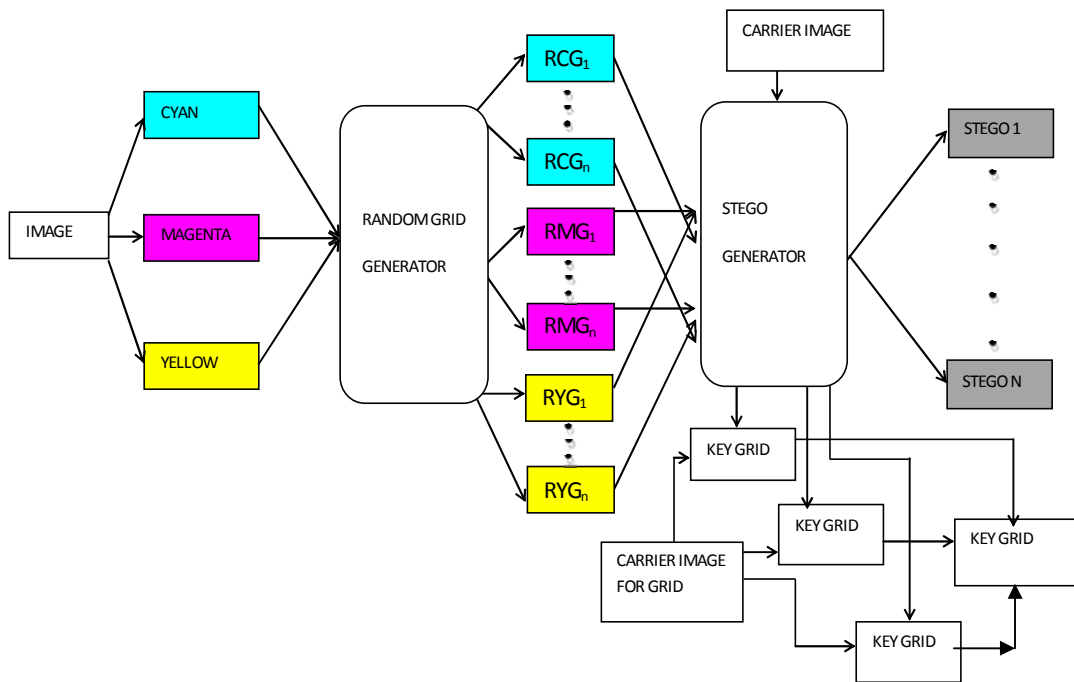 CARRIER IMAGE
RCG1
CYAN
STEGO 1
RCGn
IMAGE
MAGENTA
RANDOM GRID
GENERATOR
RMG1
STEGO
GENERATOR
RMGn
YELLOW
RYG1
STEGO N
RYGn
KEY GRID
KEY GRID
KEY GRID
CARRIER IMAGE
FOR GRID
KEY GRID